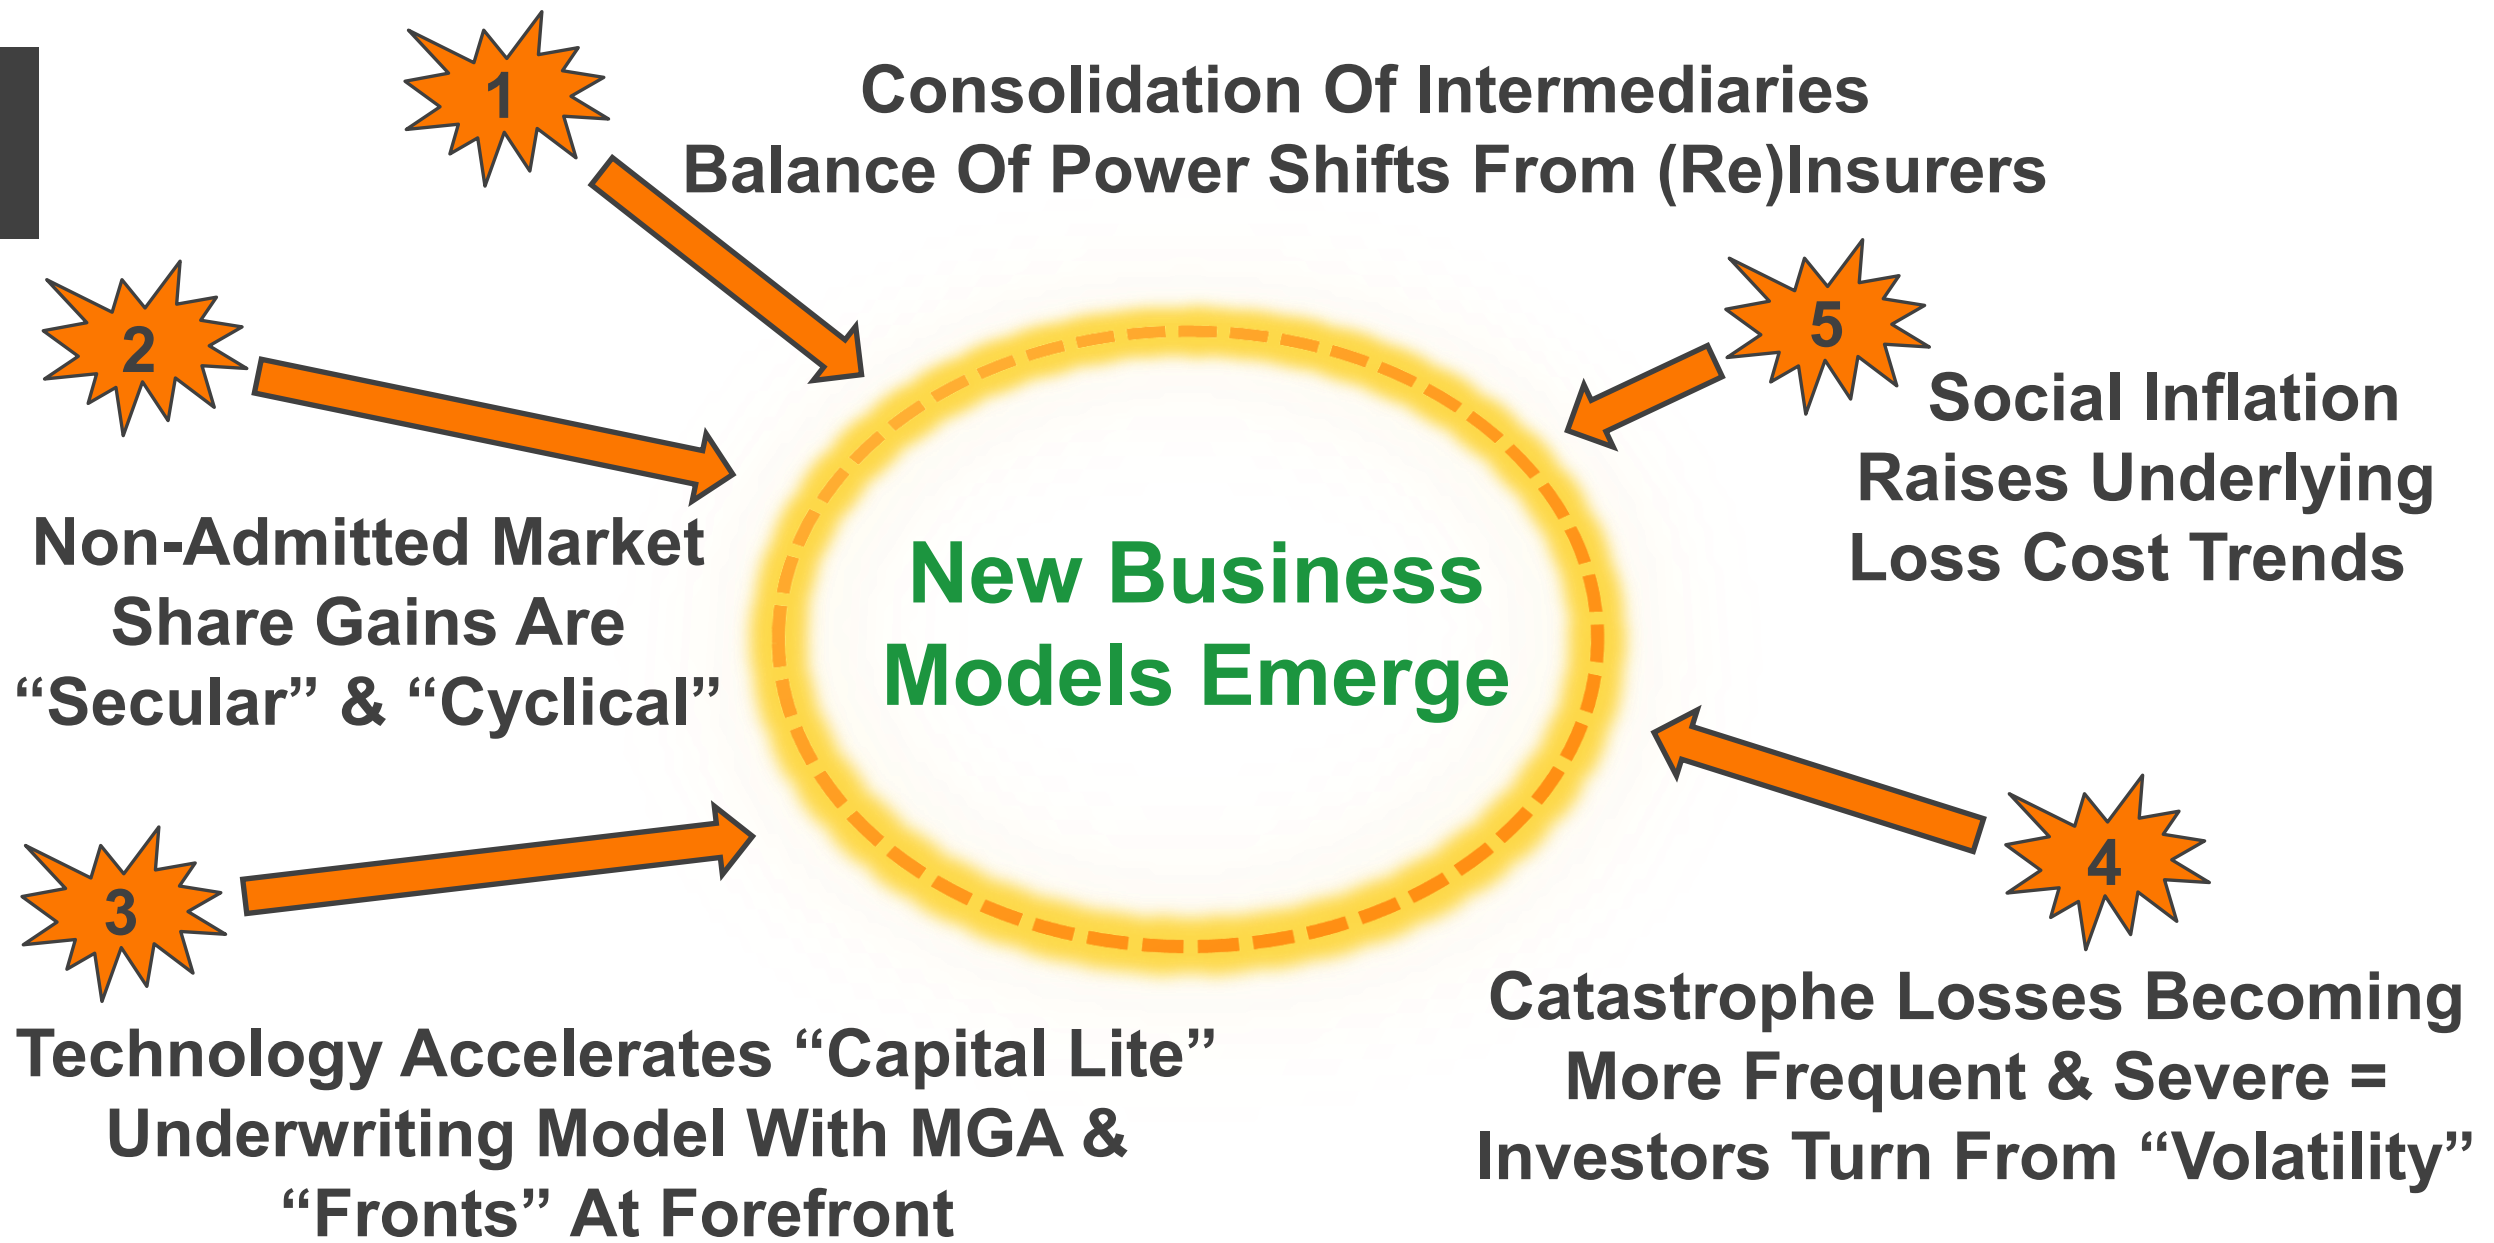 1
Consolidation Of Intermediaries
Balance Of Power Shifts From (Re)Insurers
2
Non-Admitted Market
Share Gains Are
“Secular” & “Cyclical”
3
Technology Accelerates “Capital Lite”
Underwriting Model With MGA &
“Fronts” At Forefront
New Business
Models Emerge
5
Social Inflation
Raises Underlying
Loss Cost Trends
4
Catastrophe Losses Becoming
More Frequent & Severe =
Investors Turn From “Volatility”